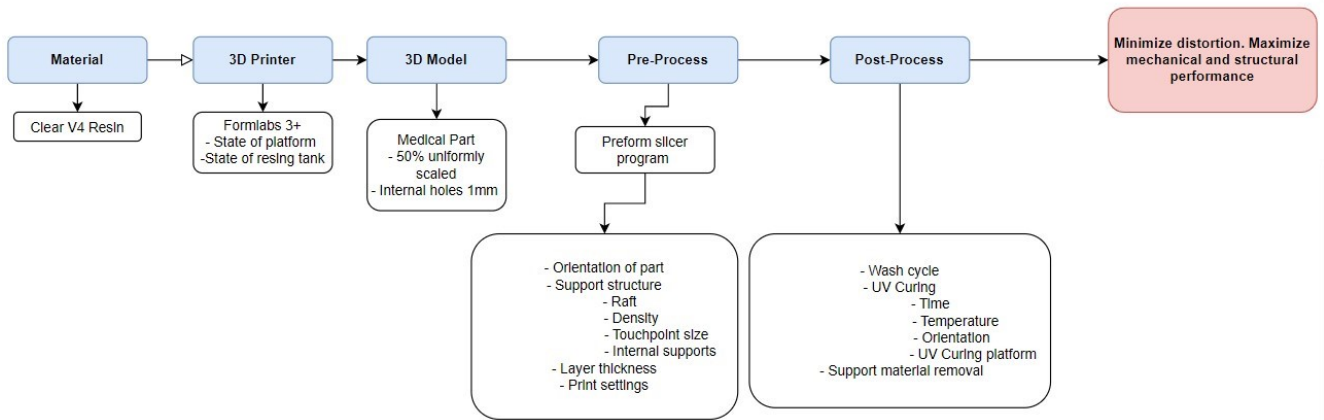 Material
3D Printer
3D Model
Pre-Process
Post-Process
Minimize distortion. Maximize
mechanical and structural
performance
Clear V4 Resin
Formlabs 3+
- State of platform
-State of resing tank
Medical Part
- 50% uniformly
scaled
- Internal holes 1mm
Preform slicer
program
- Orientation of part
- Support structure
- Raft
- Density
- Touchpoint size
- Internal supports
- Layer thickness
- Print settings
- Wash cycle
- UV Curing
- Time
- Temperature
- Orientation
- UV Curing platform
- Support material removal